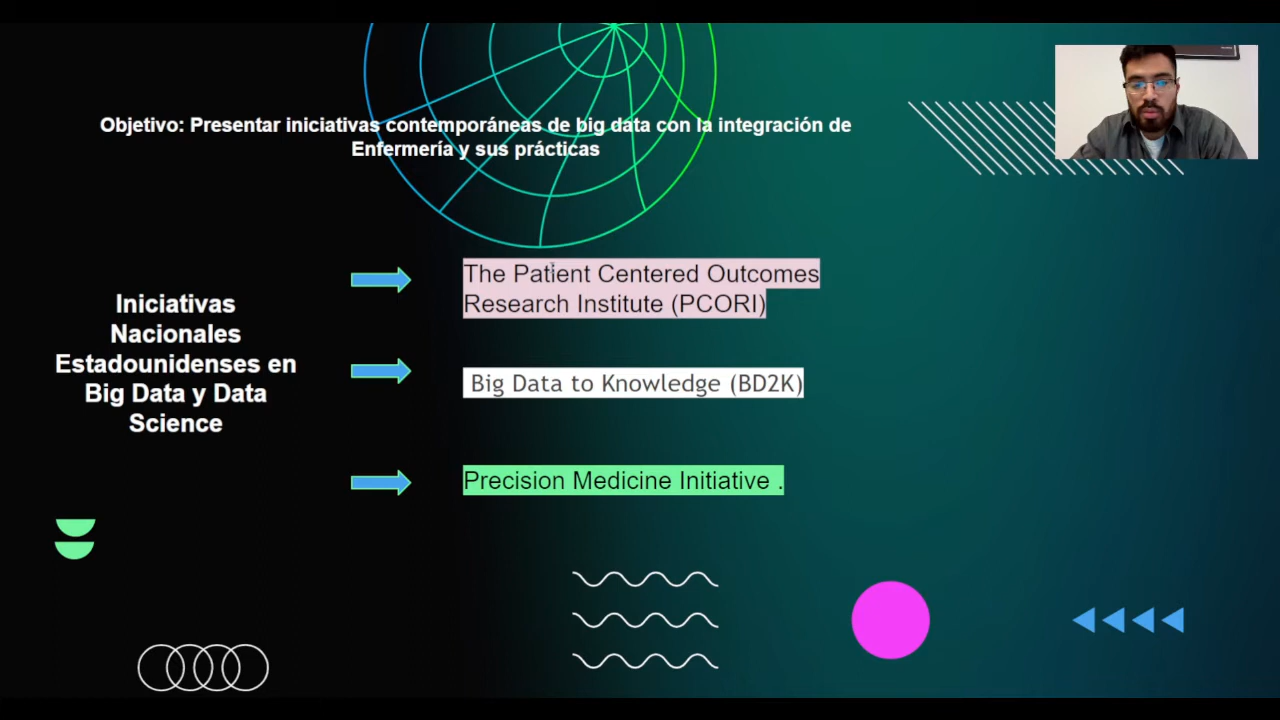 Objetivo: Presentar iniciativas contemporáneas de big data con la integración de
Enfermería y sus prácticas
Iniciativas
Nacionales
Estadounidenses en
Big Data y Data
Science
The Patient Centered Outcomes
Research Institute (PCORI)
Big Data to Knowledge (BD2K)
Precision Medicine Initiative .